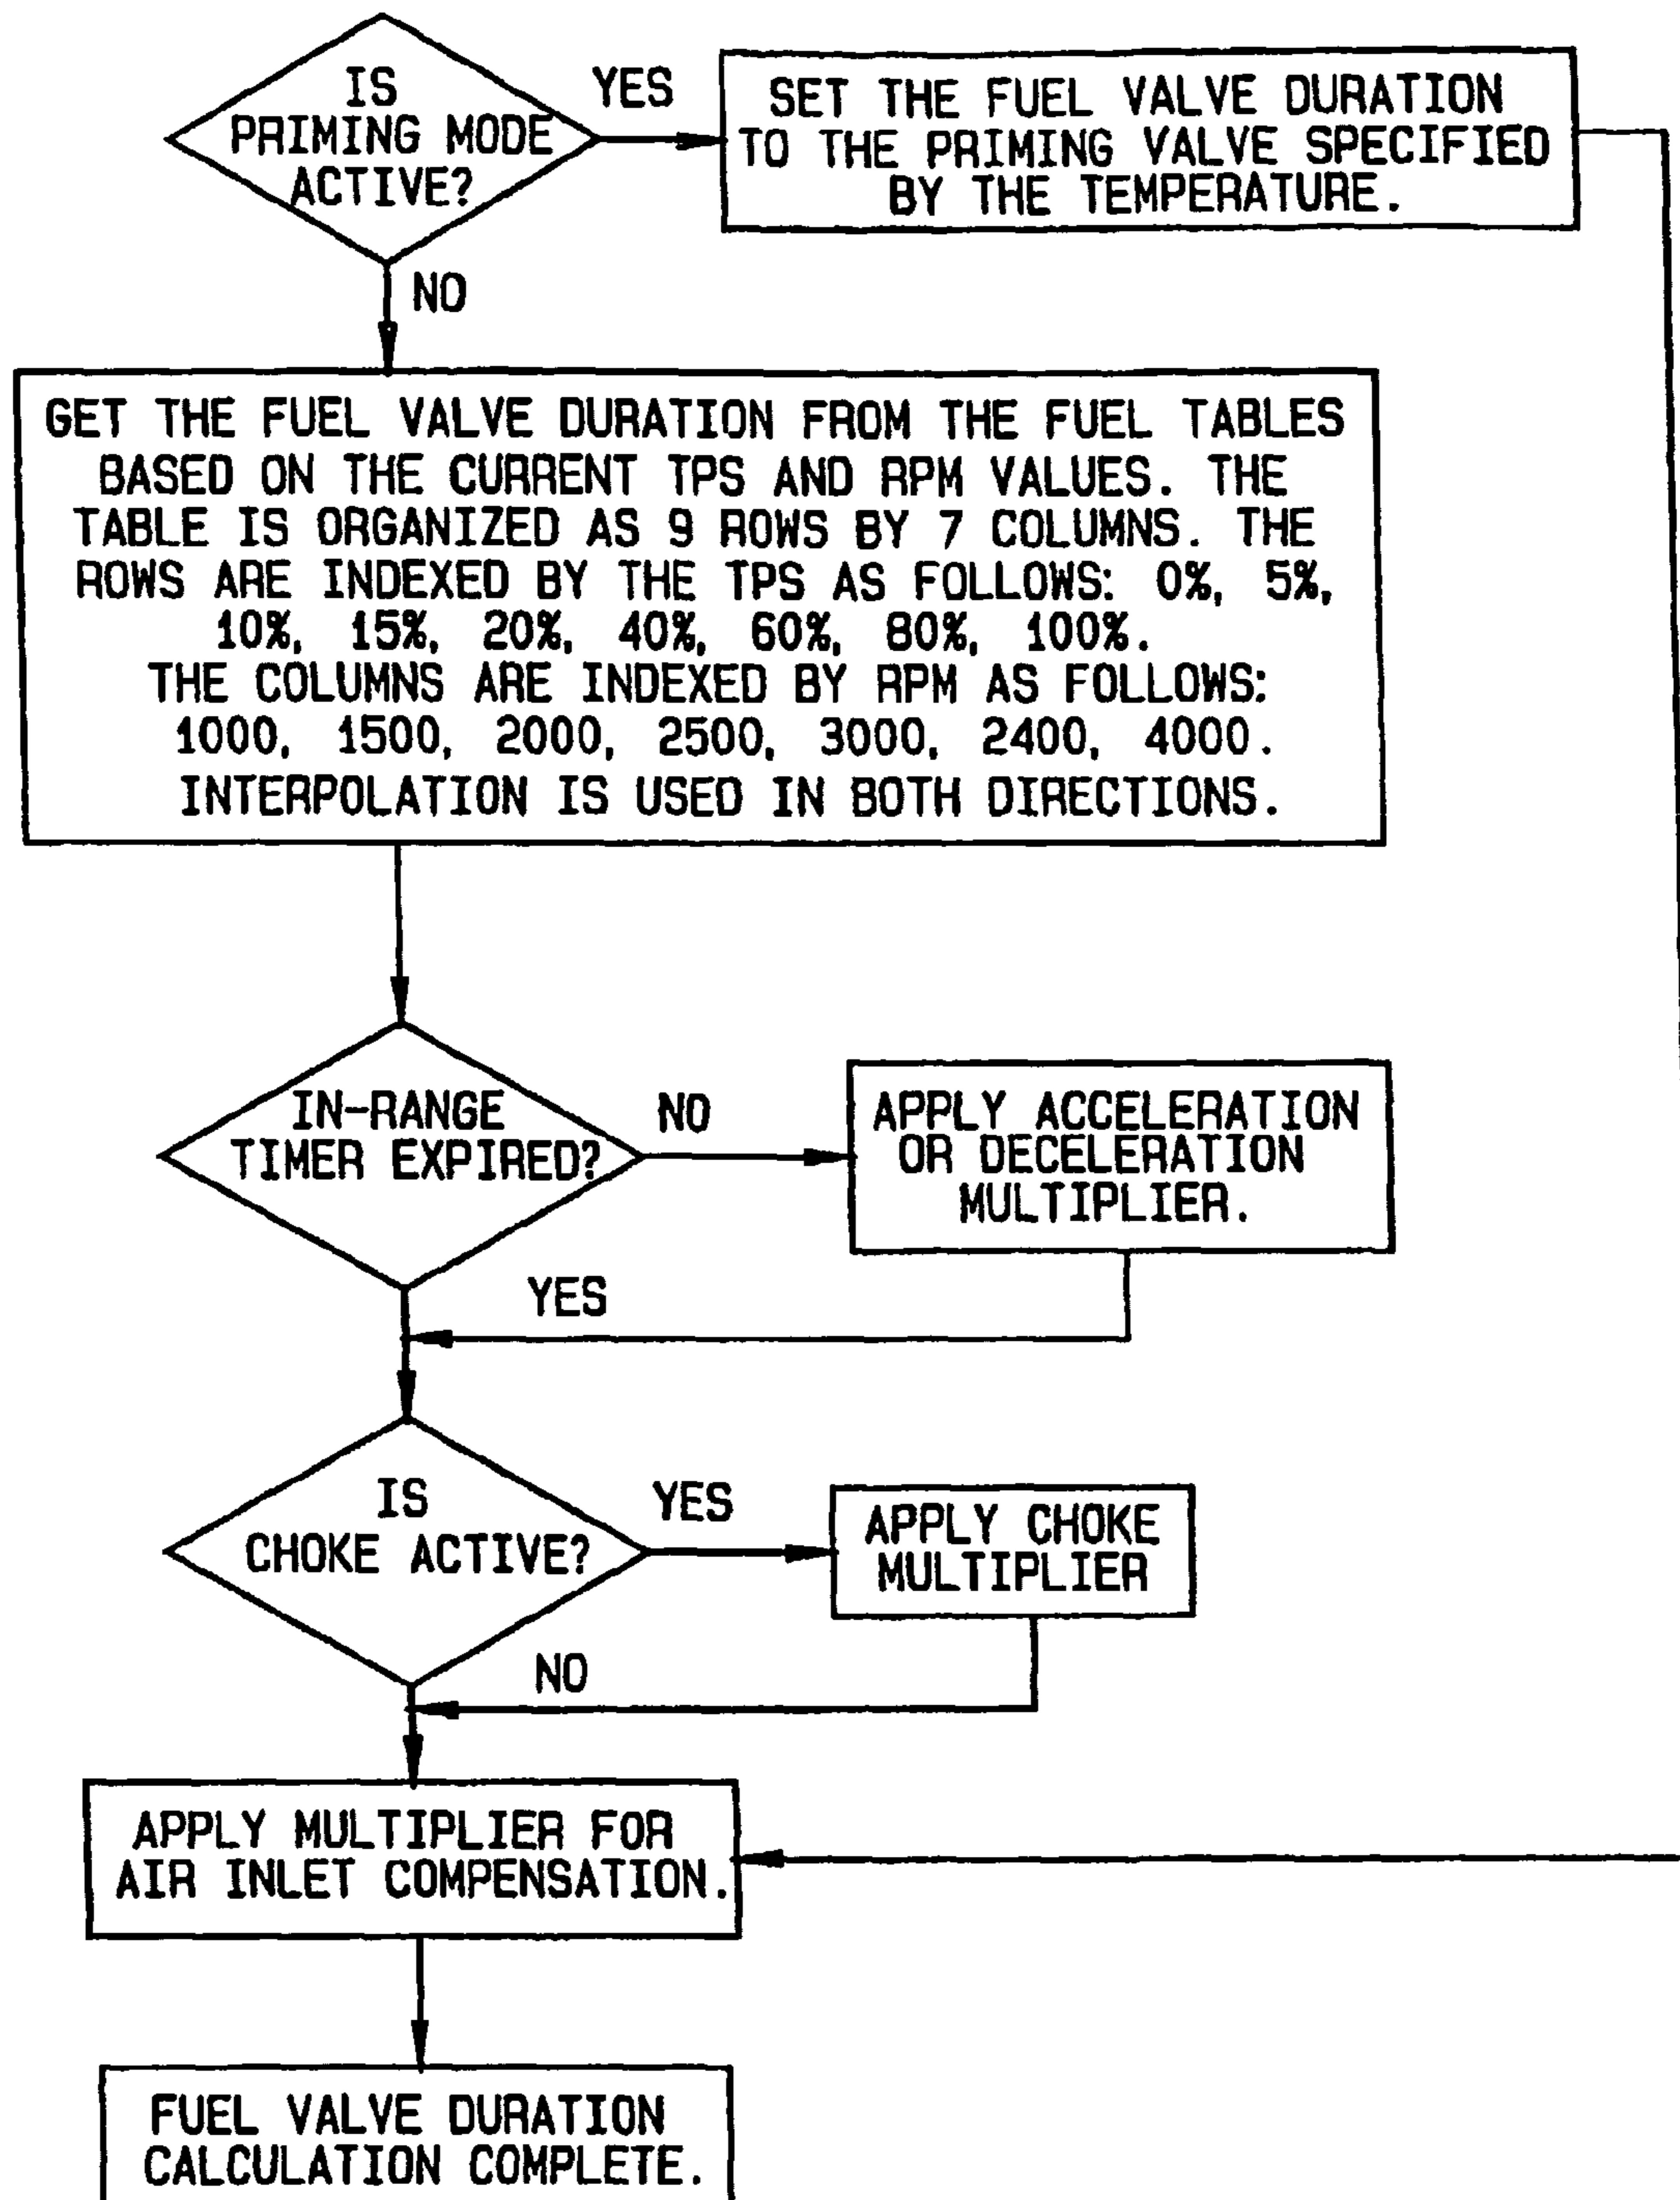 IS
PRIMING MODE
ACTIVE?
YES
SET THE FUEL VALVE DURATION
TO THE PRIMING VALVE SPECIFIED
BY THE TEMPERATURE.
NO
GET THE FUEL VALVE DURATION FROM THE FUEL TABLES
BASED ON THE CURRENT TPS AND RPM VALUES. THE
TABLE IS ORGANIZED AS 9 ROWS BY 7 COLUMNS. THE
ROWS ARE INDEXED BY THE TPS AS FOLLOWS: 0%, 5%,
10%, 15%, 20%, 40%, 60%, 80%, 100%.
THE COLUMNS ARE INDEXED BY RPM AS FOLLOWS:
1000, 1500, 2000, 2500, 3000, 2400, 4000.
INTERPOLATION IS USED IN BOTH DIRECTIONS.
IN-RANGE
TIMER EXPIRED?
NO
APPLY ACCELERATION
OR DECELERATION
MULTIPLIER.
YES
IS
CHOKE ACTIVE?
YES
APPLY CHOKE
MULTIPLIER
NO
APPLY MULTIPLIER FOR
AIR INLET COMPENSATION.
FUEL VALVE DURATION
CALCULATION COMPLETE.